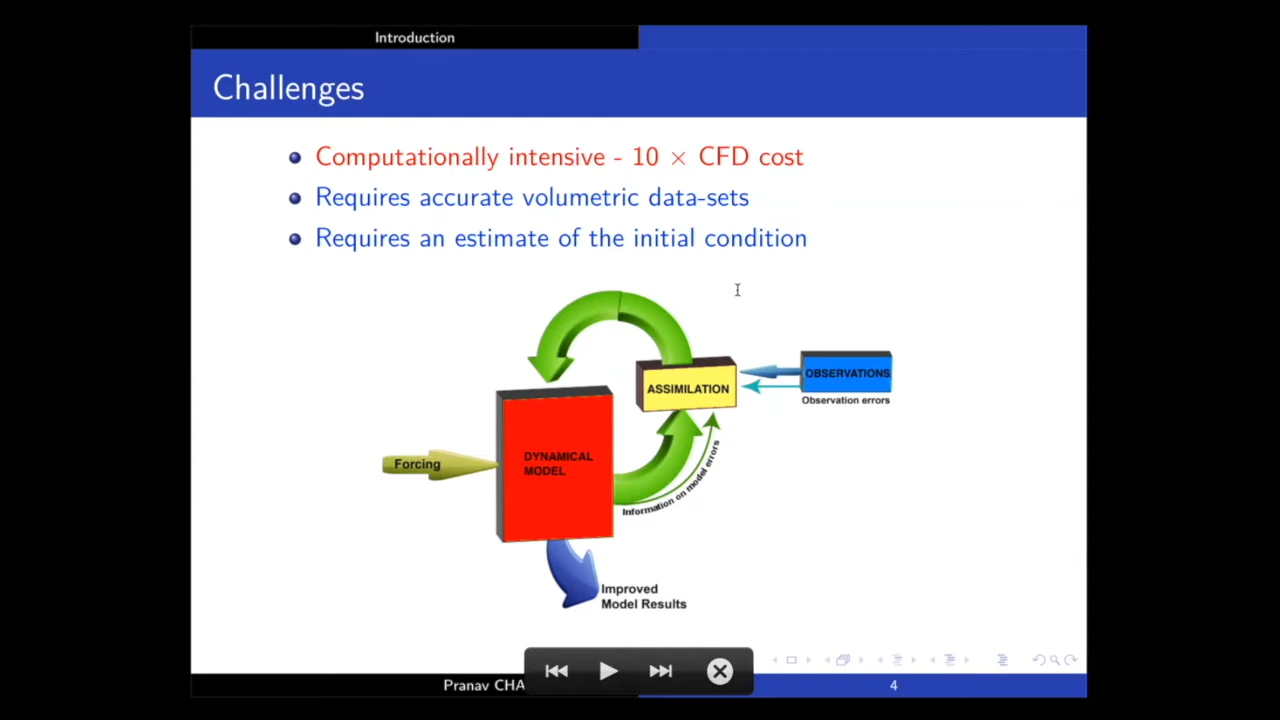 Introduction
Challenges
Computationally intensive - 10 × CFD cost
Requires accurate volumetric data-sets
Requires an estimate of the initial condition
ASSIMILATION
OBSERVATIONS
Observation errors
Forcing
DYNAMICAL
MODEL
Information on model errors
Improved
Model Results
Pranav CHA
4